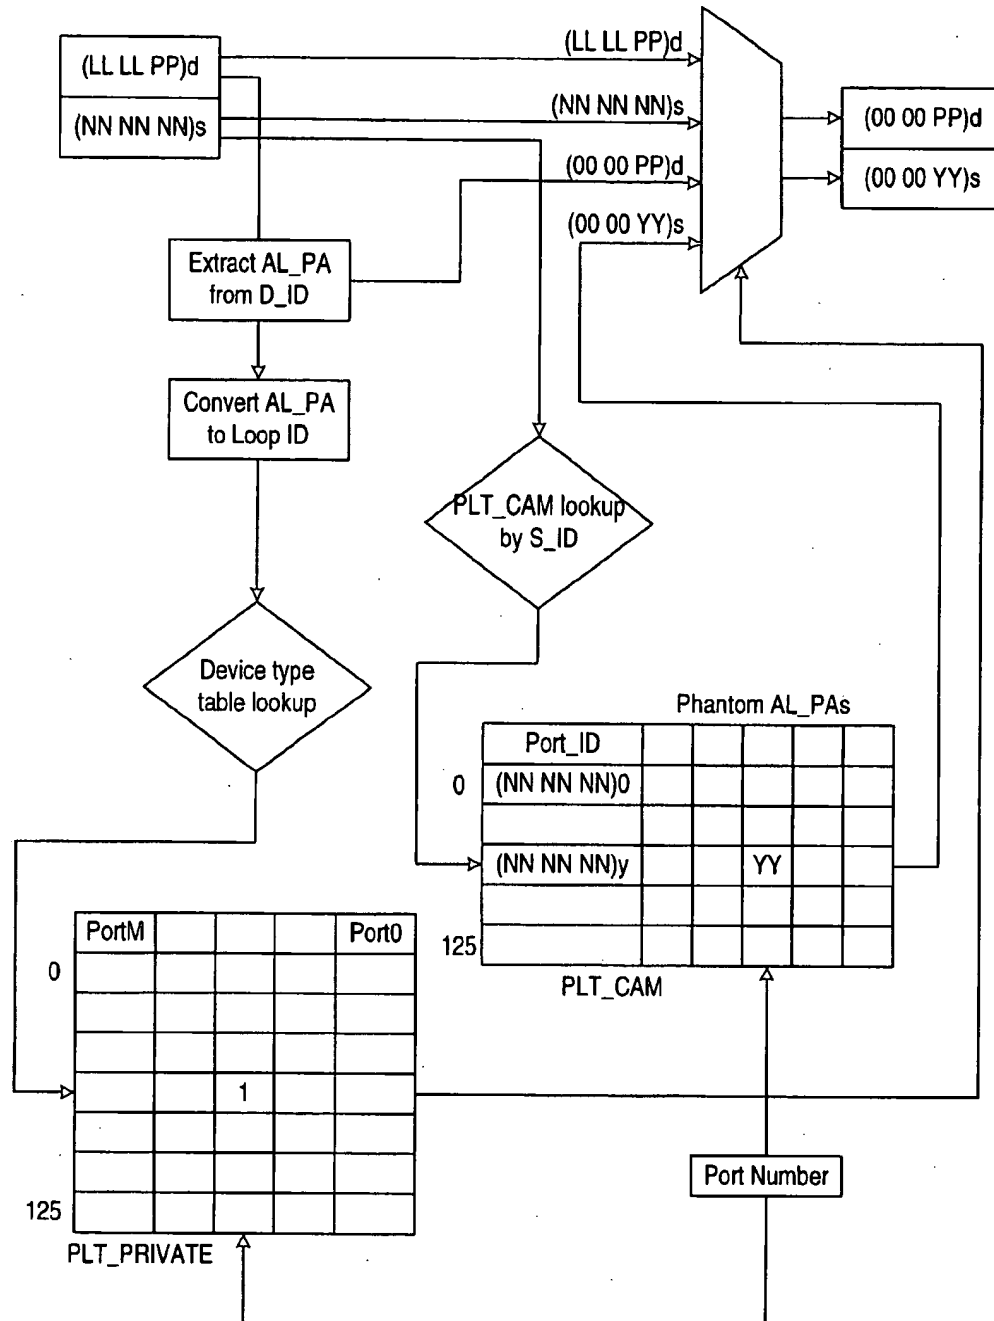 (LL LL PP)d
(NN NN NN)s
(LL LL PP)d
(NN NN NN)s
(00 00 PP)d
(00 00 YY)s
(00 00 PP)d
(00 00 YY)s
Extract AL_PA
from D_ID
Convert AL_PA
to Loop ID
PLT_CAM lookup
by S_ID
Device type
table lookup
Phantom AL_PAs
Port_ID
0
(NN NN NN)0
(NN NN NN)y
YY
125
PLT_CAM
PortM
Port0
0
1
125
PLT_PRIVATE
Port Number